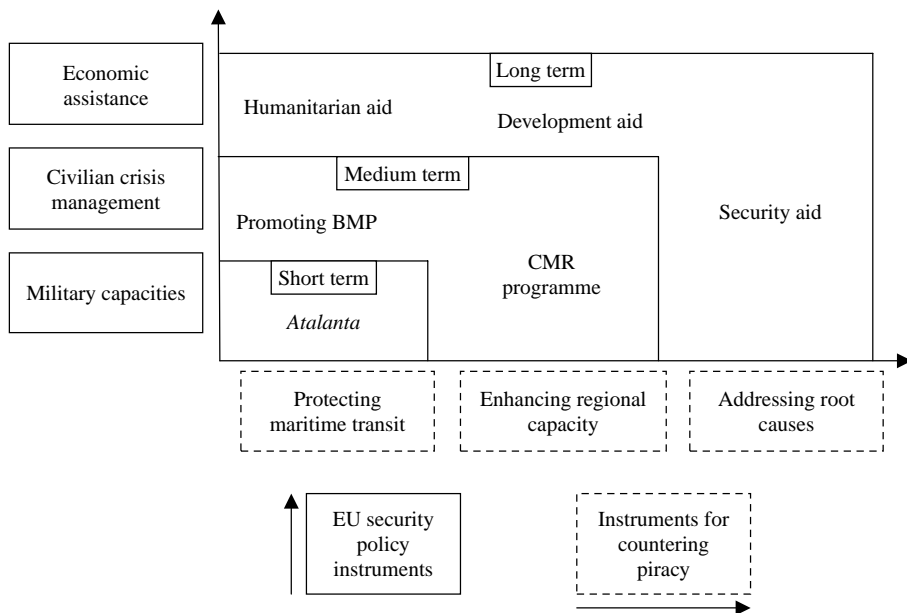 Economic
assistance
Long term
Humanitarian aid
Development aid
Civilian crisis
management
Medium term
Promoting BMP
Security aid
CMR
programme
Military capacities
Short term
Atalanta
Protecting
maritime transit
Enhancing regional
capacity
Addressing root
causes
EU security
policy
instruments
Instruments for
countering
piracy